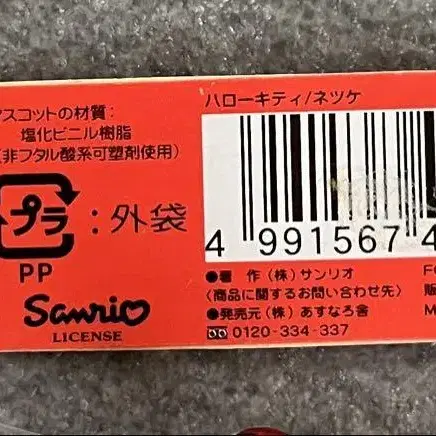 マスコットの材質:
塩化ビニル樹脂
(非フタル酸系可塑剤使用)
プラ:外袋
PP
Sanrio
LICENSE
ハローキティ/ネツケ
4 991567 4
●著 作(株)サンリオ
〈商品に関するお問い合わせ先〉
●発売元(株)あすなろ舎
0120-334-337
F
販
M